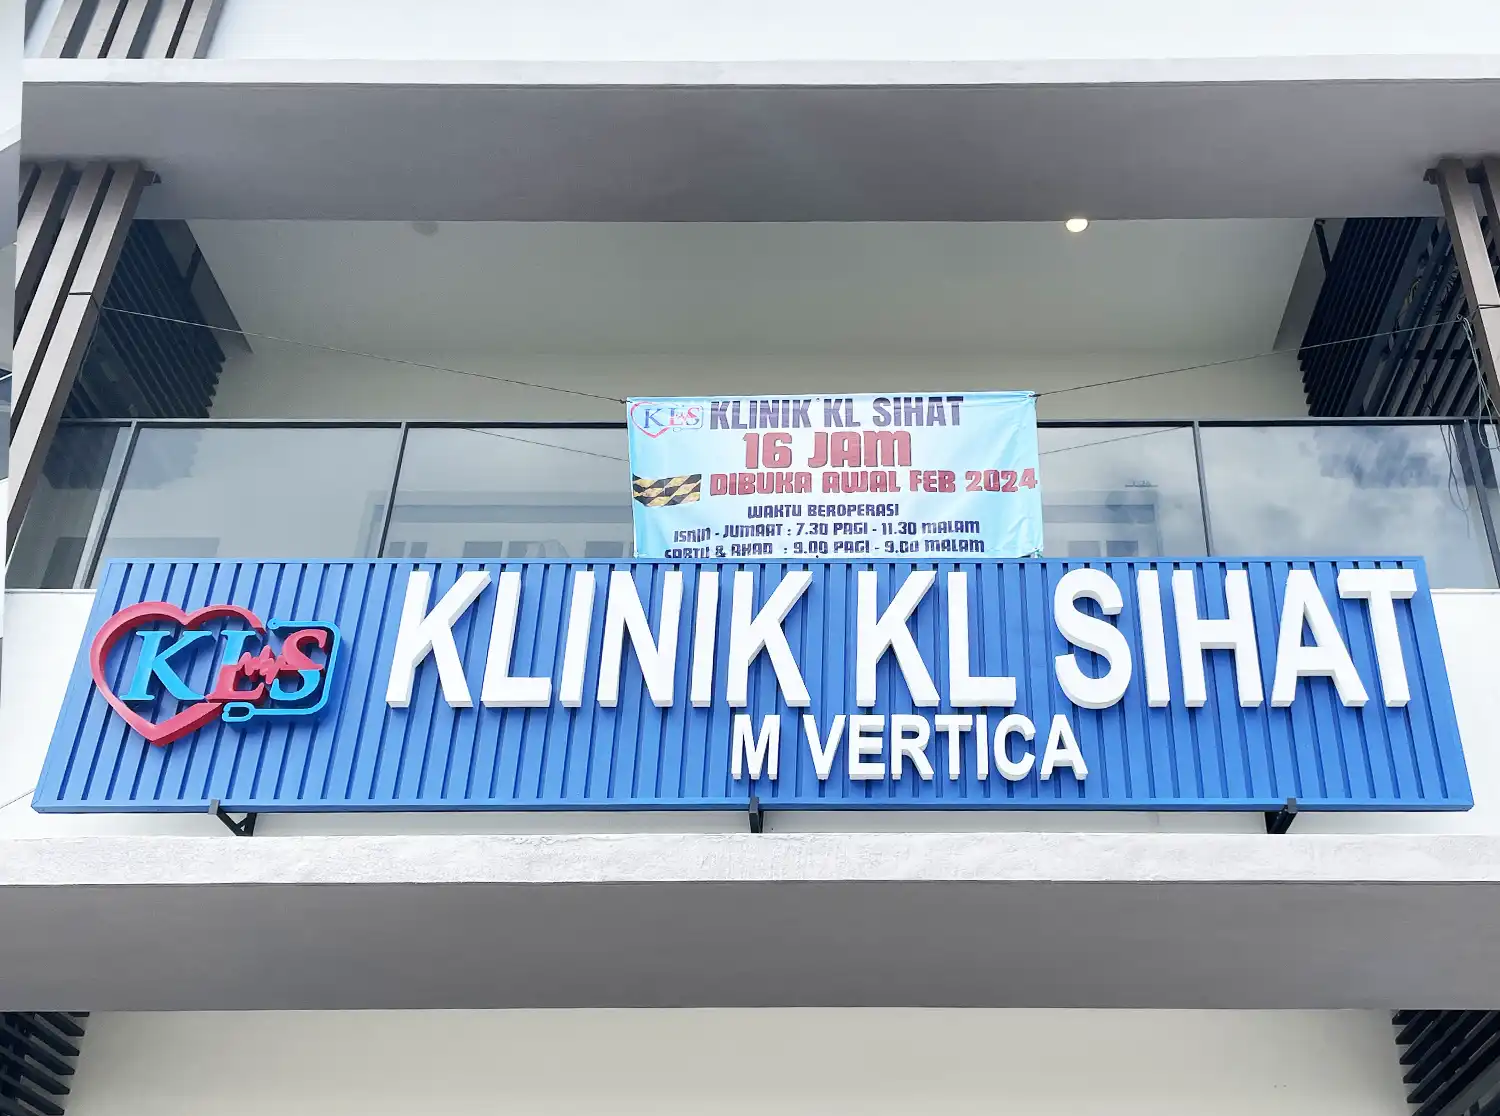 KLS KLINIK KL SIHAT
16 JAM
DIBUKA AWAL FEB 2024
WAKTU BEROPERASI
ISNIN - JUMAAT : 7.30 PAGI - 11.30 MALAM
SABTU & AHAD : 9.00 PAGI - 9.00 MALAM
KLS
KLINIK KL SIHAT
M VERTICA